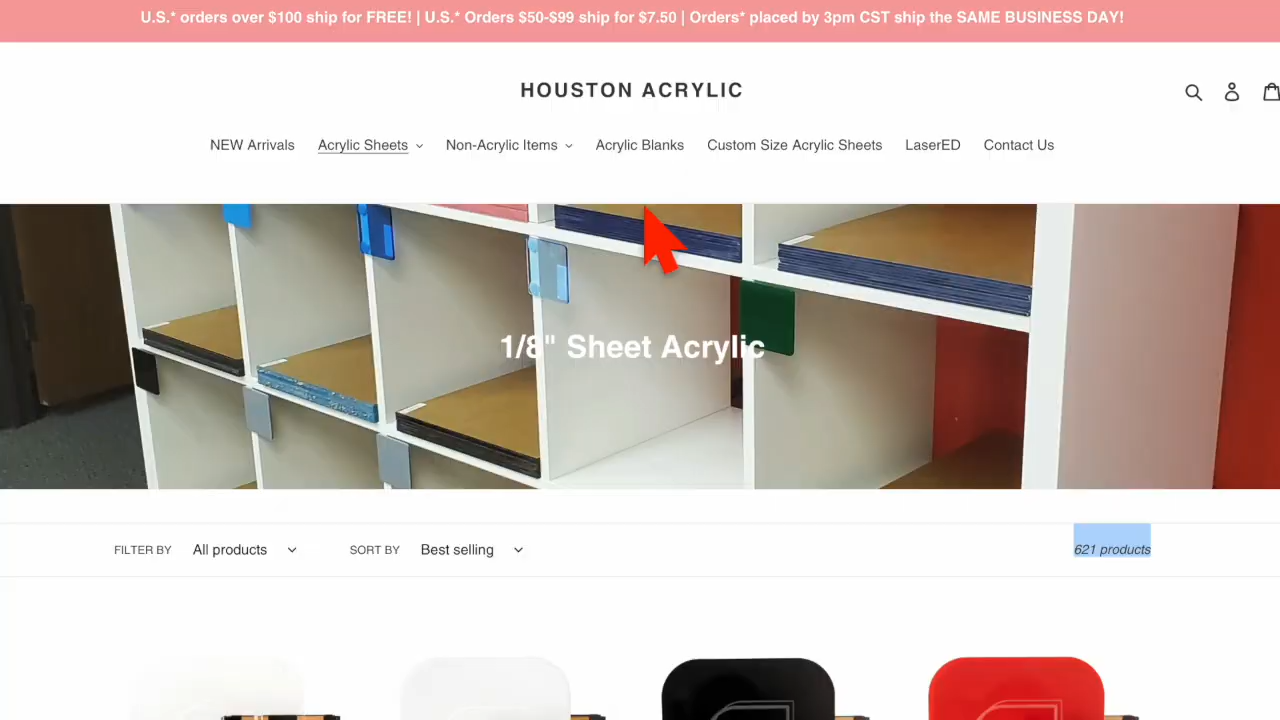 U.S.* orders over $100 ship for FREE! | U.S.* Orders $50-$99 ship for $7.50 | Orders* placed by 3pm CST ship the SAME BUSINESS DAY!
HOUSTON ACRYLIC
NEW Arrivals Acrylic Sheets Non-Acrylic Items Acrylic Blanks Custom Size Acrylic Sheets LaserED Contact Us
1/8" Sheet Acrylic
FILTER BY All products SORT BY Best selling 621 products